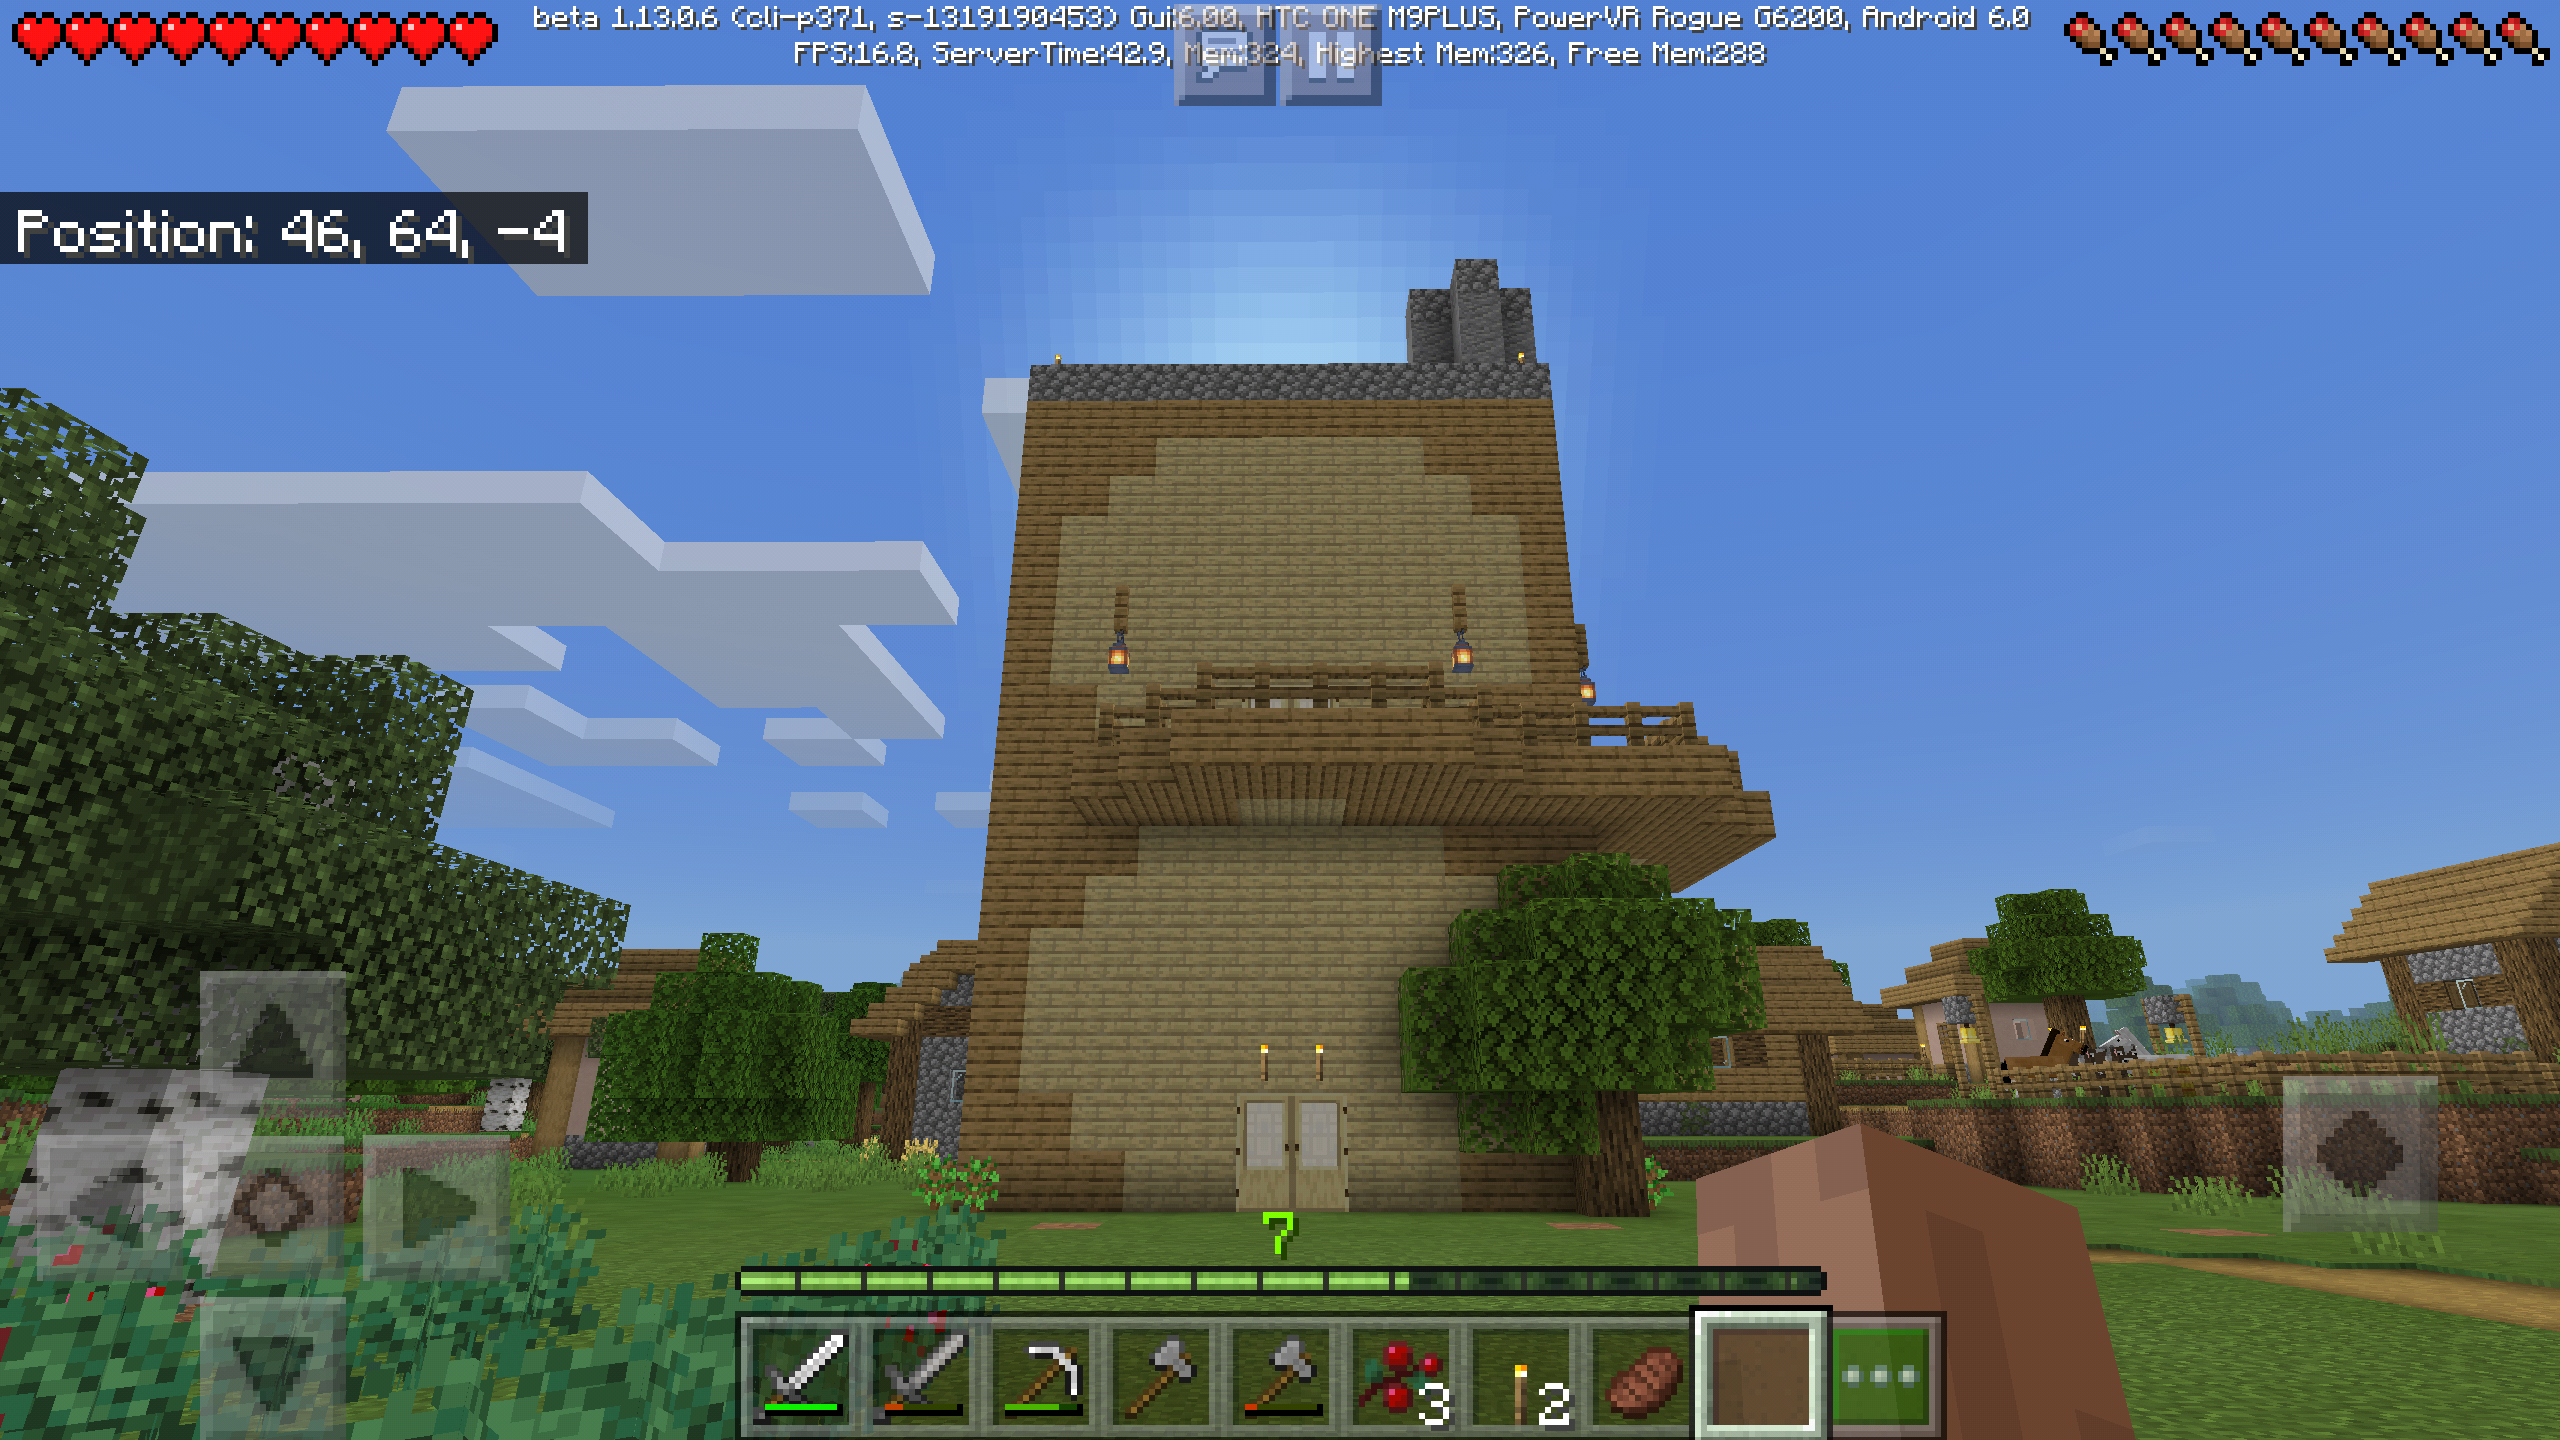 beta 1.13.0.6 (cli-p371, s-1319190453) Gui:6.00, HTC ONE M9PLUS, PowerVR Rogue G6200, Android 6.0
FPS:16.8, ServerTime:42.9, Mem:324, Highest Mem:326, Free Mem:288
Position: 46, 64, -4
7
3
2